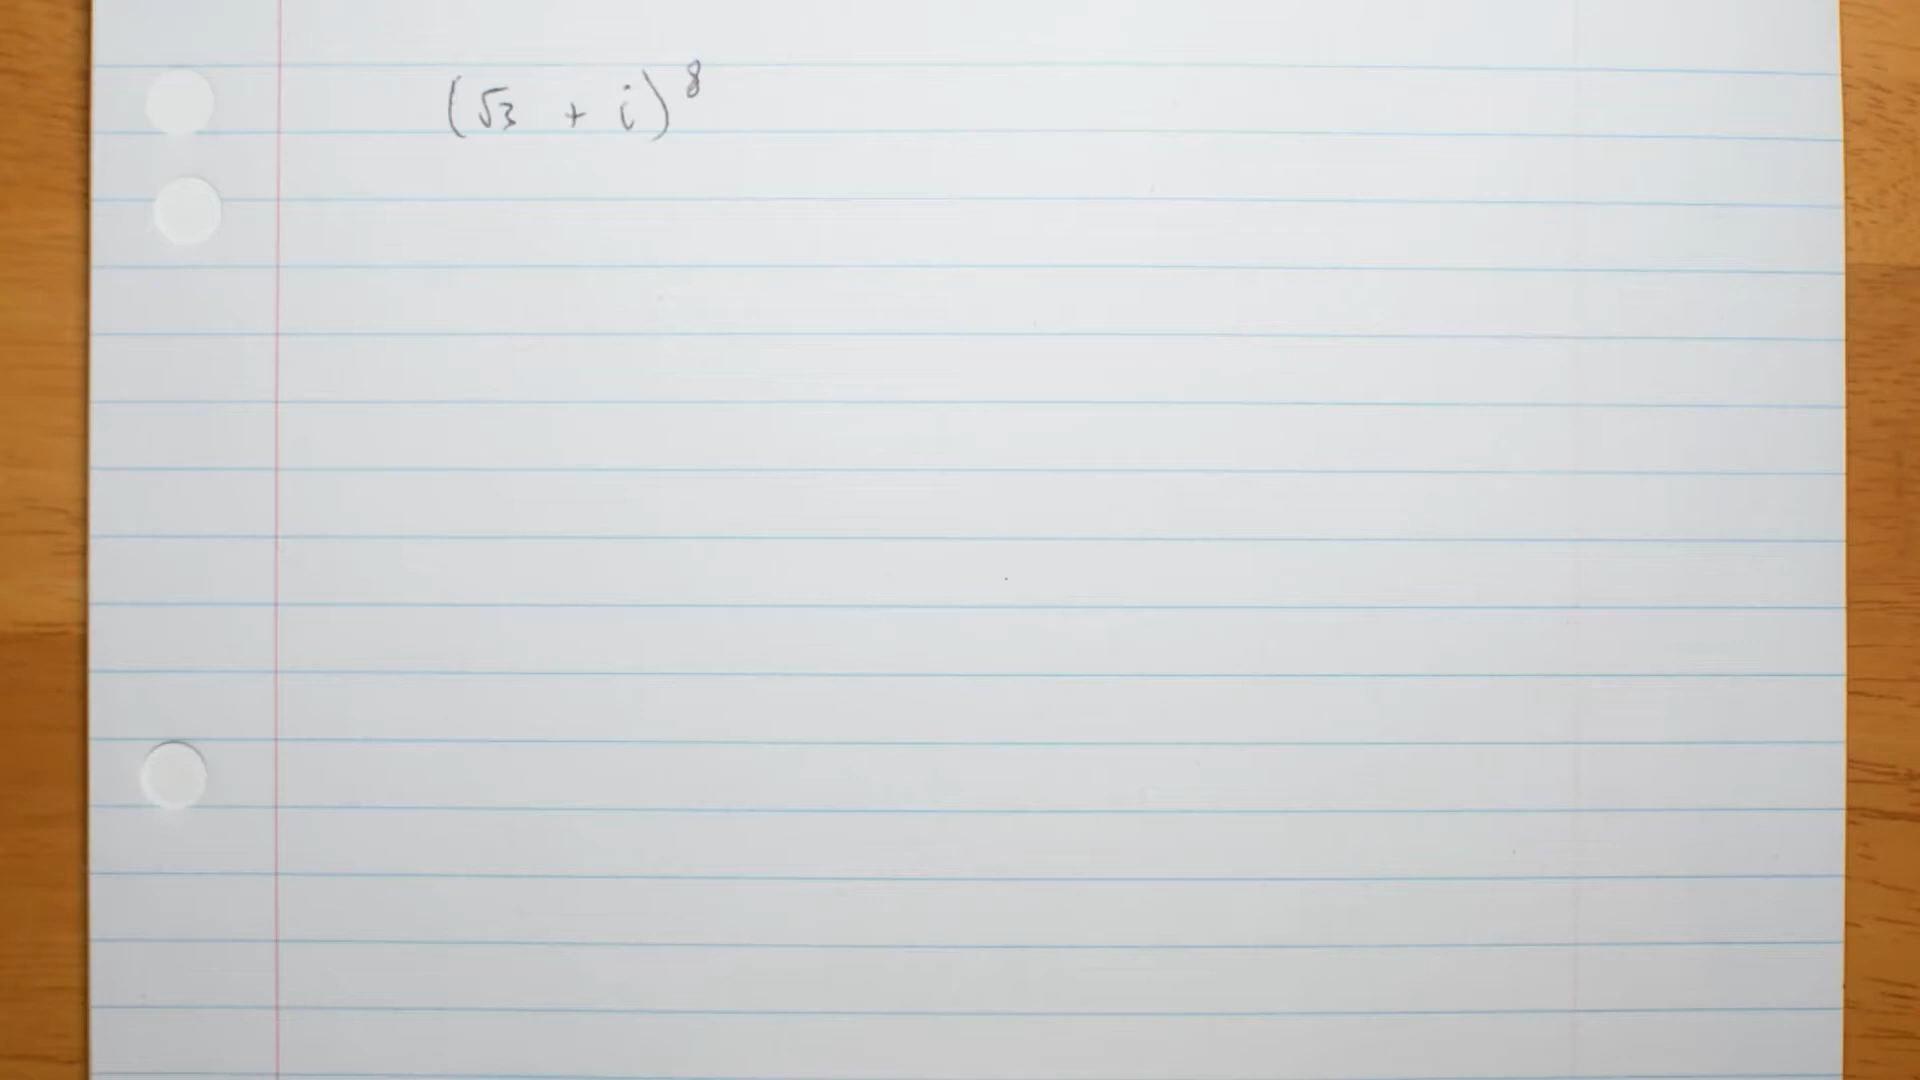 (√3 + i)⁸